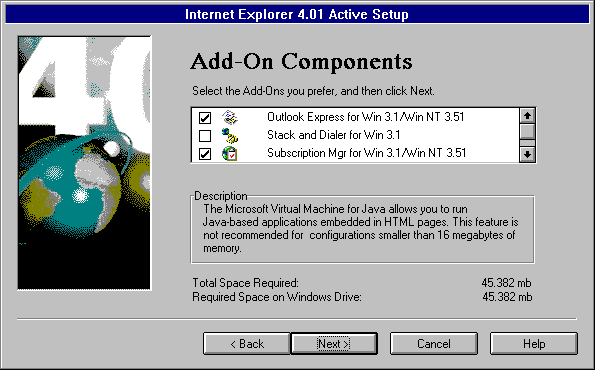 Internet Explorer 4.01 Active Setup
40
Add-On Components
Select the Add-Ons you prefer, and then click Next.
Outlook Express for Win 3.1/Win NT 3.51
Stack and Dialer for Win 3.1
Subscription Mgr for Win 3.1/Win NT 3.51
Description
The Microsoft Virtual Machine for Java allows you to run
Java-based applications embedded in HTML pages. This feature is
not recommended for configurations smaller than 16 megabytes of
memory.
Total Space Required: 45.382 mb
Required Space on Windows Drive: 45.382 mb
< Back
Next >
Cancel
Help